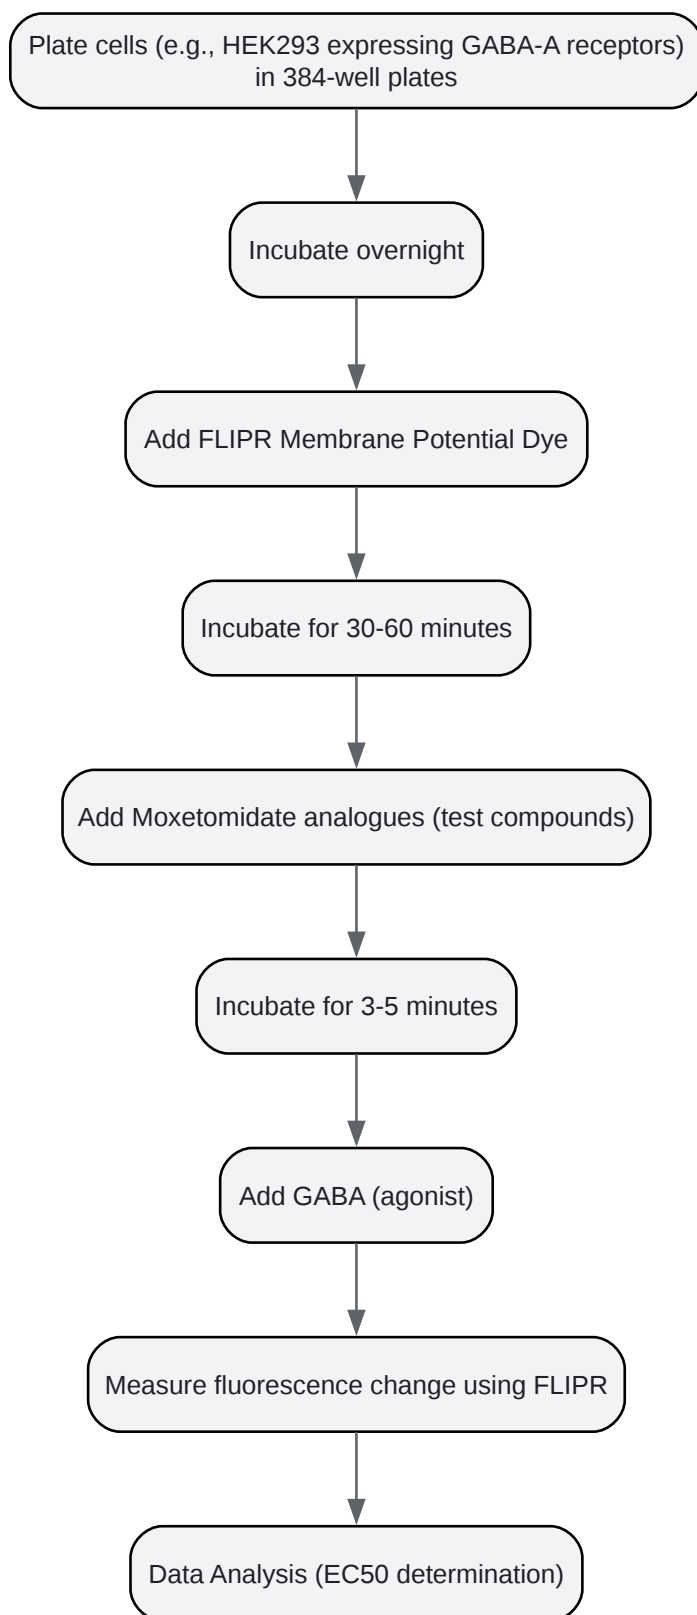 Plate cells (e.g., HEK293 expressing GABA-A receptors)
in 384-well plates
Incubate overnight
Add FLIPR Membrane Potential Dye
Incubate for 30-60 minutes
Add Moxetomidate analogues (test compounds)
Incubate for 3-5 minutes
Add GABA (agonist)
Measure fluorescence change using FLIPR
Data Analysis (EC50 determination)